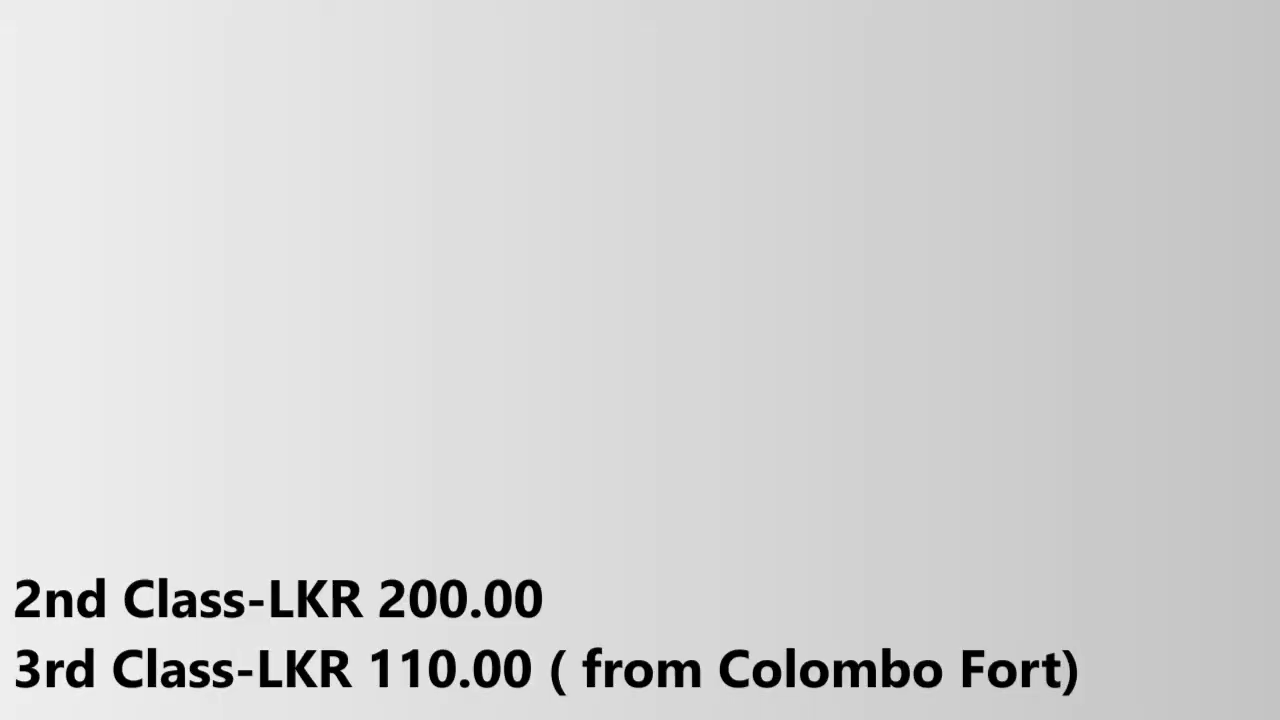 2nd Class-LKR 200.00
3rd Class-LKR 110.00 ( from Colombo Fort)